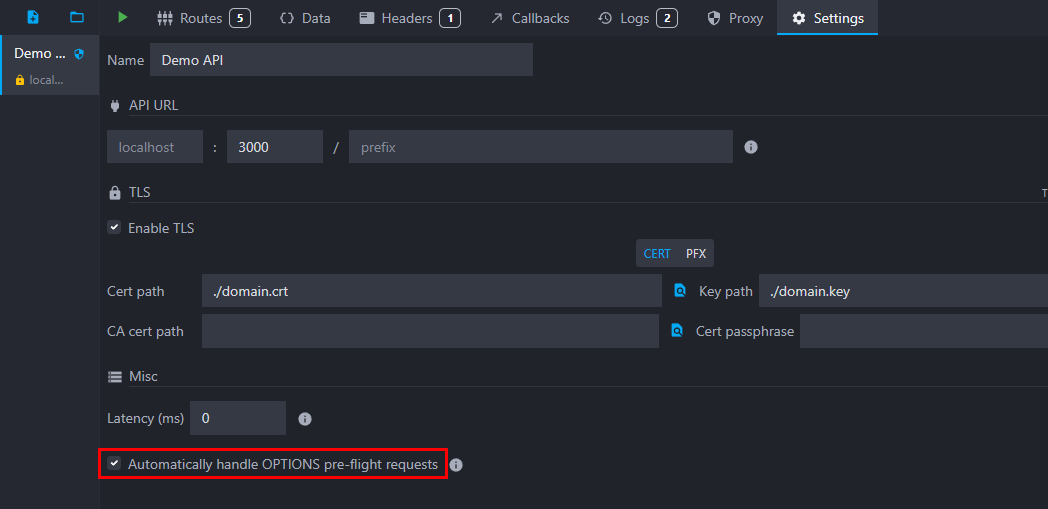 Routes 5 Data Headers 1 Callbacks Logs 2 Proxy Settings
Demo ...
local...
Name Demo API
API URL
localhost : 3000 / prefix
TLS T
Enable TLS
CERT PFX
Cert path ./domain.crt Key path ./domain.key
CA cert path Cert passphrase
Misc
Latency (ms) 0
Automatically handle OPTIONS pre-flight requests